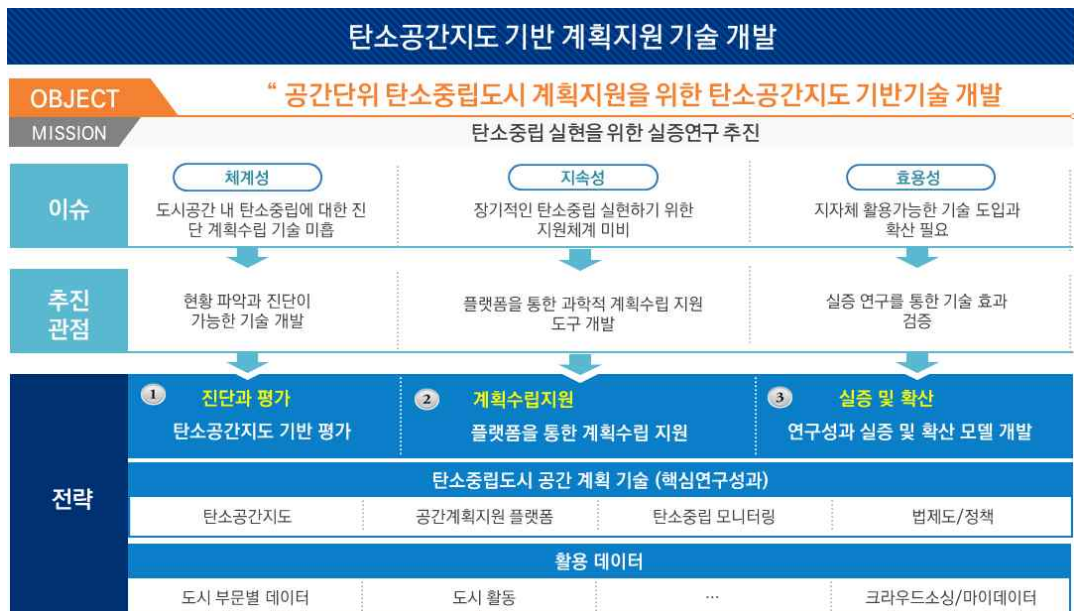 탄소공간지도 기반 계획지원 기술 개발
OBJECT
“ 공간단위 탄소중립도시 계획지원을 위한 탄소공간지도 기반기술 개발
MISSION
탄소중립 실현을 위한 실증연구 추진
이슈
체계성
도시공간 내 탄소중립에 대한 진
단 계획수립 기술 미흡
지속성
장기적인 탄소중립 실현하기 위한
지원체계 미비
효용성
지자체 활용가능한 기술 도입과
확산 필요
추진
관점
현황 파악과 진단이
가능한 기술 개발
플랫폼을 통한 과학적 계획수립 지원
도구 개발
실증 연구를 통한 기술 효과
검증
전략
1 진단과 평가
탄소공간지도 기반 평가
2 계획수립지원
플랫폼을 통한 계획수립 지원
3 실증 및 확산
연구성과 실증 및 확산 모델 개발
탄소중립도시 공간 계획 기술 (핵심연구성과)
탄소공간지도
공간계획지원 플랫폼
탄소중립 모니터링
법제도/정책
활용 데이터
도시 부문별 데이터
도시 활동
...
크라우드소싱/마이데이터